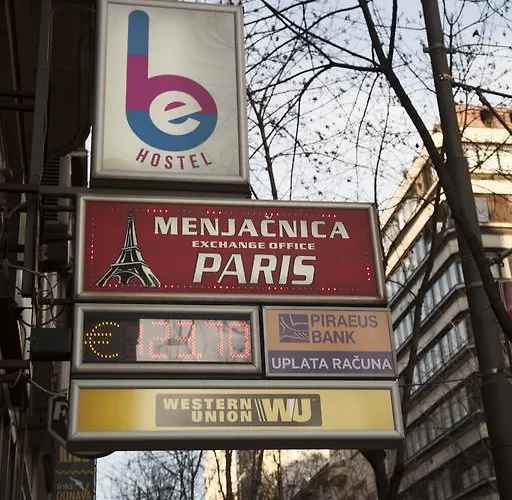 be
HOSTEL
MENJAČNICA
EXCHANGE OFFICE
PARIS
€
PIRAEUS
BANK
UPLATA RAČUNA
WESTERN
UNION WU